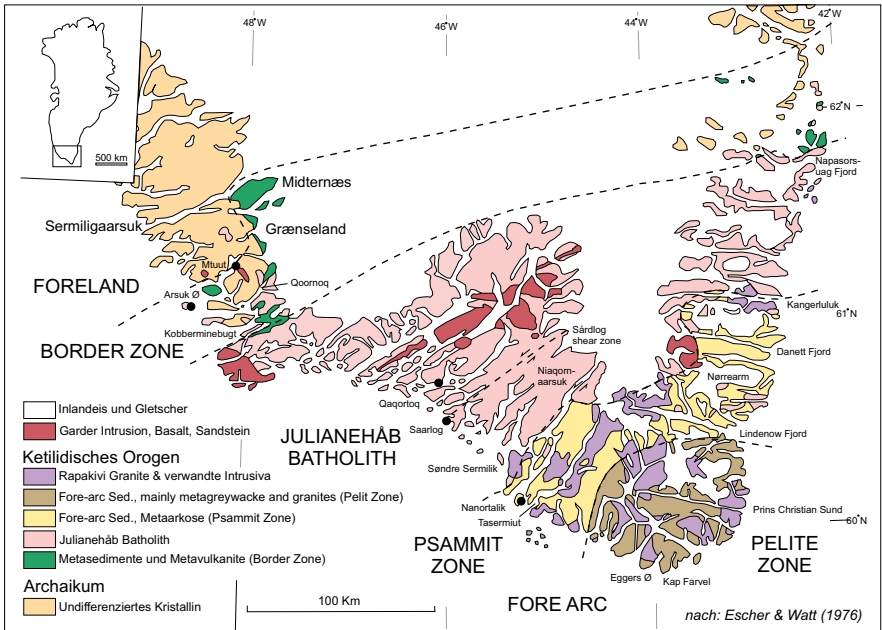 48°W
46°W
44°W
42°W
62°N
500 km
Midternæs
Napasors-
uag Fjord
Sermiligaarsuk
Grænseland
Mtuut
Qoornoq
FORELAND
Arsuk Ø
Kangerluluk
61°N
Kobberminebugt
Sårdlog
shear zone
BORDER ZONE
Danett Fjord
Niaqorn-
aarsuk
Nørrearm
Qaqortoq
Inlandeis und Gletscher
Saarlog
Garder Intrusion, Basalt, Sandstein
JULIANEHÅB
BATHOLITH
Lindenow Fjord
Ketilidisches Orogen
Søndre Sermilik
Rapakivi Granite & verwandte Intrusiva
Fore-arc Sed., mainly metagreywacke and granites (Pelit Zone)
Nanortalik
Prins Christian Sund
Fore-arc Sed., Metaarkose (Psammit Zone)
Tasermiut
60°N
Julianehåb Batholith
PSAMMIT
ZONE
PELITE
ZONE
Metasedimente und Metavulkanite (Border Zone)
Eggers Ø
Kap Farvel
Archaikum
100 Km
FORE ARC
Undifferenziertes Kristallin
nach: Escher & Watt (1976)